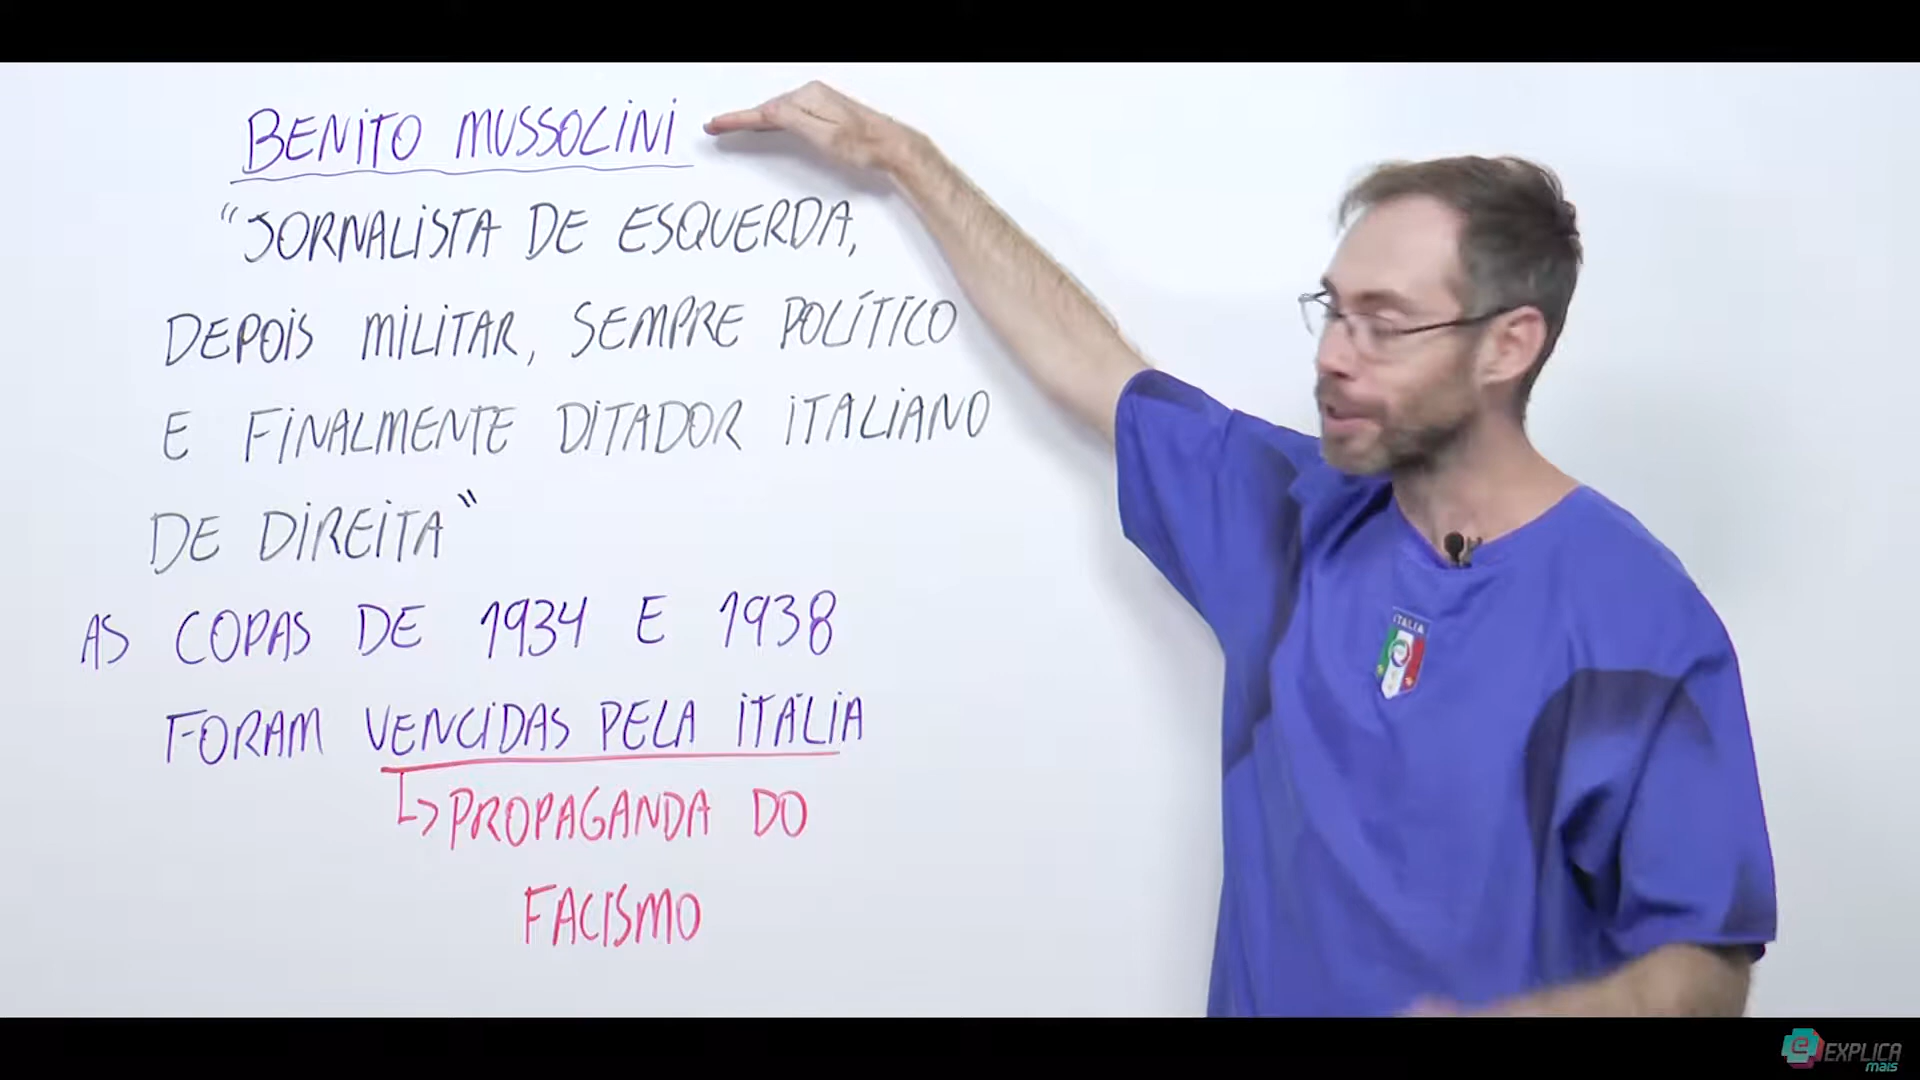 BENITO MUSSOLINI
"JORNALISTA DE ESQUERDA,
DEPOIS MILITAR, SEMPRE POLÍTICO
E FINALMENTE DITADOR ITALIANO
DE DIREITA"
AS COPAS DE 1934 E 1938
FORAM VENCIDAS PELA ITÁLIA
↳ PROPAGANDA DO
FACISMO
ITALIA
e EXPLICA
mais